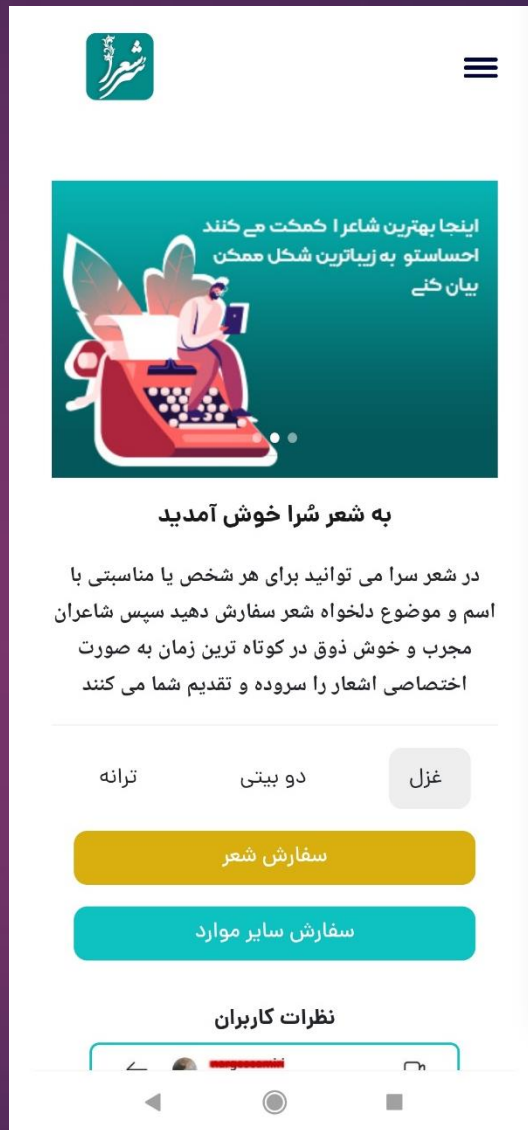 شعرسرا
اینجا بهترین شاعرا کمکت می کنند
احساستو به زیباترین شکل ممکن
بیان کنی
به شعر سُرا خوش آمدید
در شعر سرا می توانید برای هر شخص یا مناسبتی با
اسم و موضوع دلخواه شعر سفارش دهید سپس شاعران
مجرب و خوش ذوق در کوتاه ترین زمان به صورت
اختصاصی اشعار را سروده و تقدیم شما می کنند
غزل
دو بیتی
ترانه
سفارش شعر
سفارش سایر موارد
نظرات کاربران